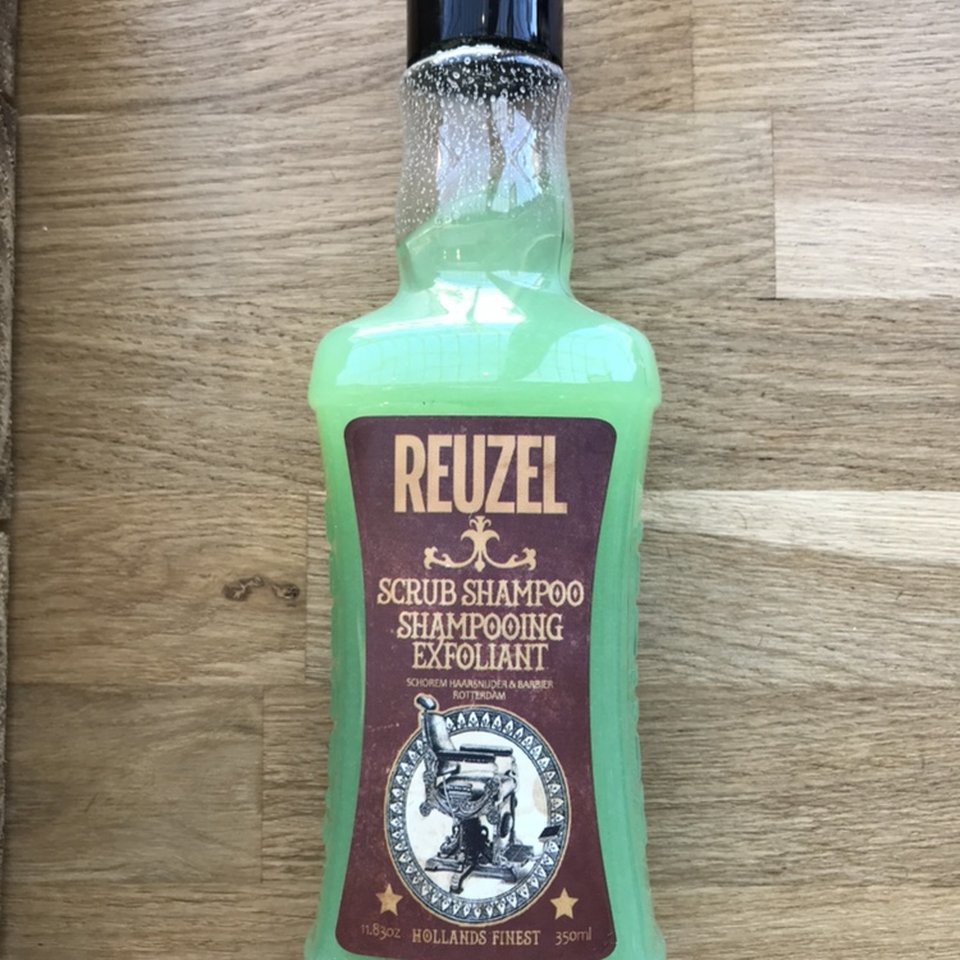 REUZEL
SCRUB SHAMPOO
SHAMPOOING
EXFOLIANT
SCHOREM HAARSNIJDER & BARBIER
ROTTERDAM
11.83oz HOLLANDS FINEST 350ml